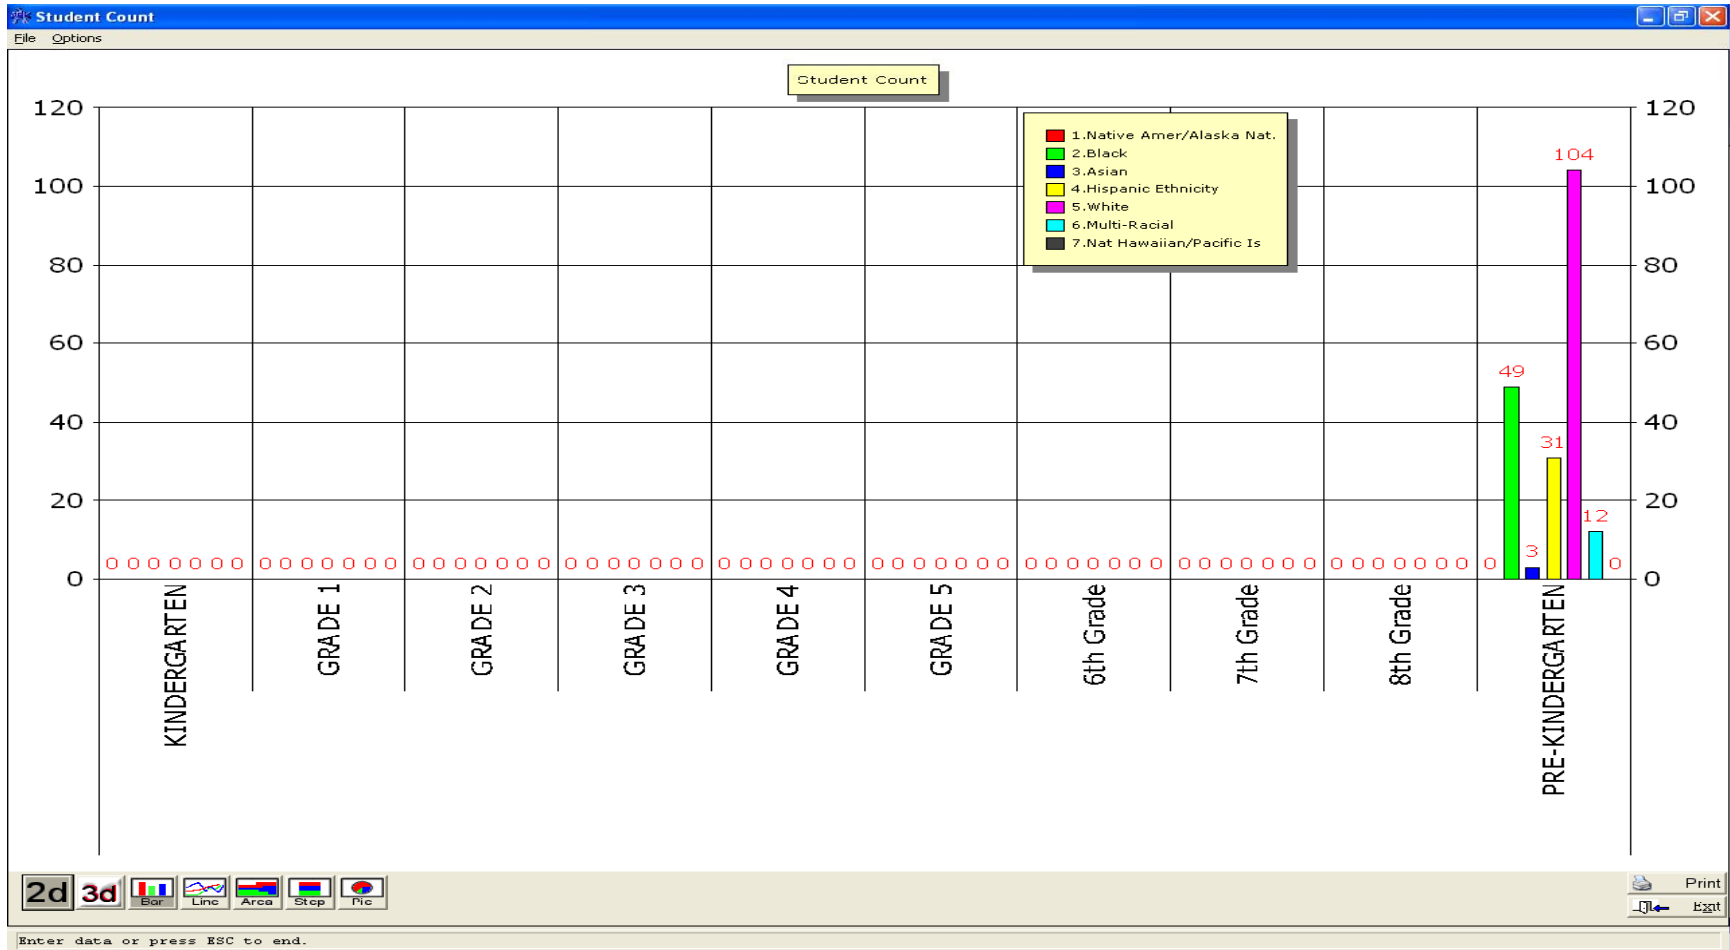 Student Count
File Options
Student Count
120 120
1.Native Amer/Alaska Nat.
2.Black
3.Asian
4.Hispanic Ethnicity
5.White
6.Multi-Racial
7.Nat Hawaiian/Pacific Is
104
100 100
80 80
60 60
49
40 40
31
20 20
12
3
0 0 0 0 0 0 0 0 0 0 0 0 0 0 0 0 0 0 0 0 0 0 0 0 0 0 0 0 0 0 0 0 0 0 0 0 0 0 0 0 0 0 0 0 0 0 0 0 0 0 0 0 0 0 0 0 0 0 0 0 0 0 0 0 0
0 0
KINDERGARTEN
GRADE 1
GRADE 2
GRADE 3
GRADE 4
GRADE 5
6th Grade
7th Grade
8th Grade
PRE-KINDERGARTEN
2d 3d Bar Line Area Step Pie
Print
Exit
Enter data or press ESC to end.